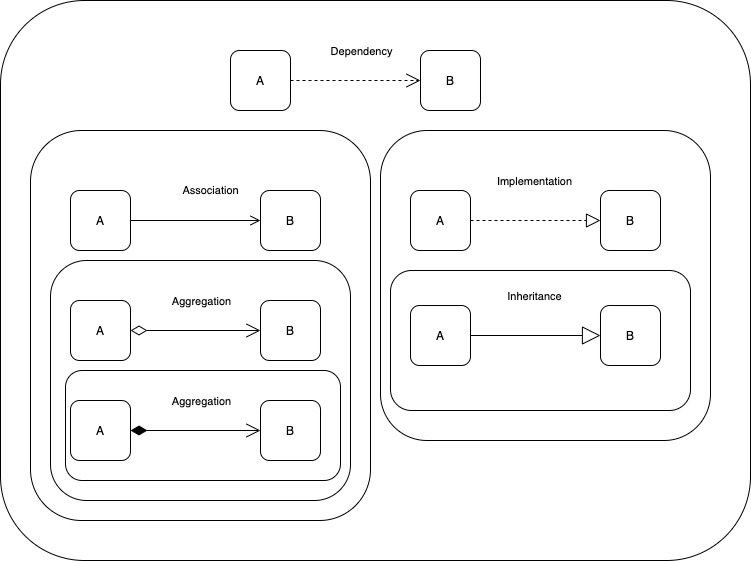 Dependency
A
B
Association
A
B
Aggregation
A
B
Aggregation
A
B
Implementation
A
B
Inheritance
A
B